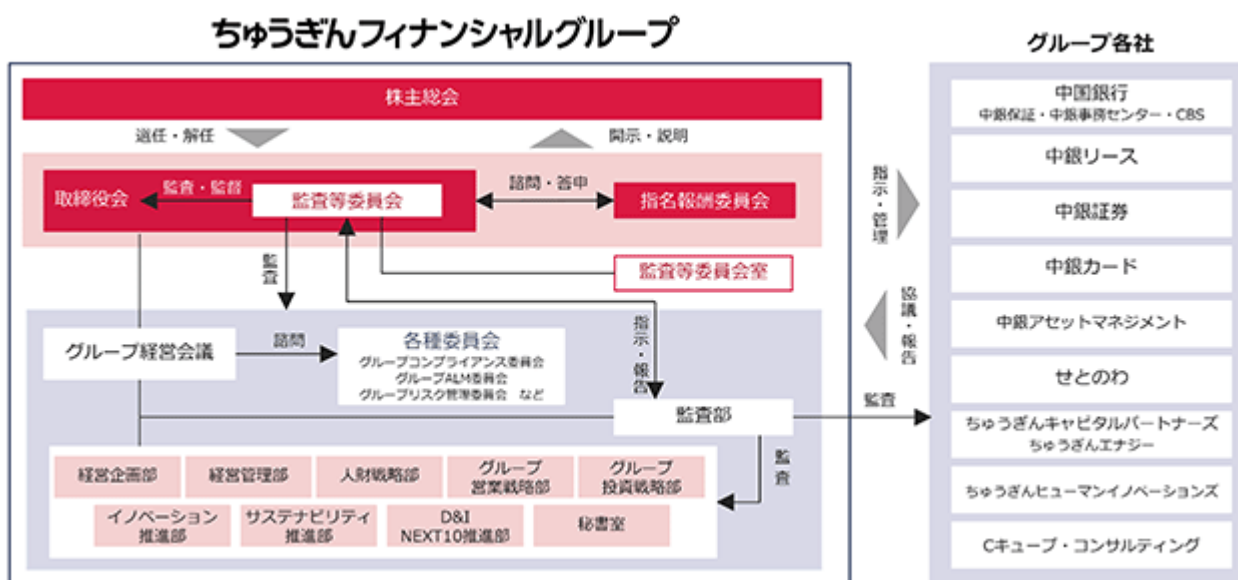 ちゅうぎんフィナンシャルグループ
株主総会
選任・解任
開示・説明
取締役会
監査・監督
監査等委員会
諮問・答申
指名報酬委員会
監査
監査等委員会室
グループ経営会議
諮問
各種委員会
グループコンプライアンス委員会
グループALM委員会
グループリスク管理委員会 など
指示・報告
監査部
監査
監査
経営企画部
経営管理部
人財戦略部
グループ
営業戦略部
グループ
投資戦略部
イノベーション
推進部
サステナビリティ
推進部
D&I
NEXT10推進部
秘書室
指示・管理
協議・報告
グループ各社
中国銀行
中銀保証・中銀事務センター・CBS
中銀リース
中銀証券
中銀カード
中銀アセットマネジメント
せとのわ
ちゅうぎんキャピタルパートナーズ
ちゅうぎんエナジー
ちゅうぎんヒューマンイノベーションズ
Cキューブ・コンサルティング